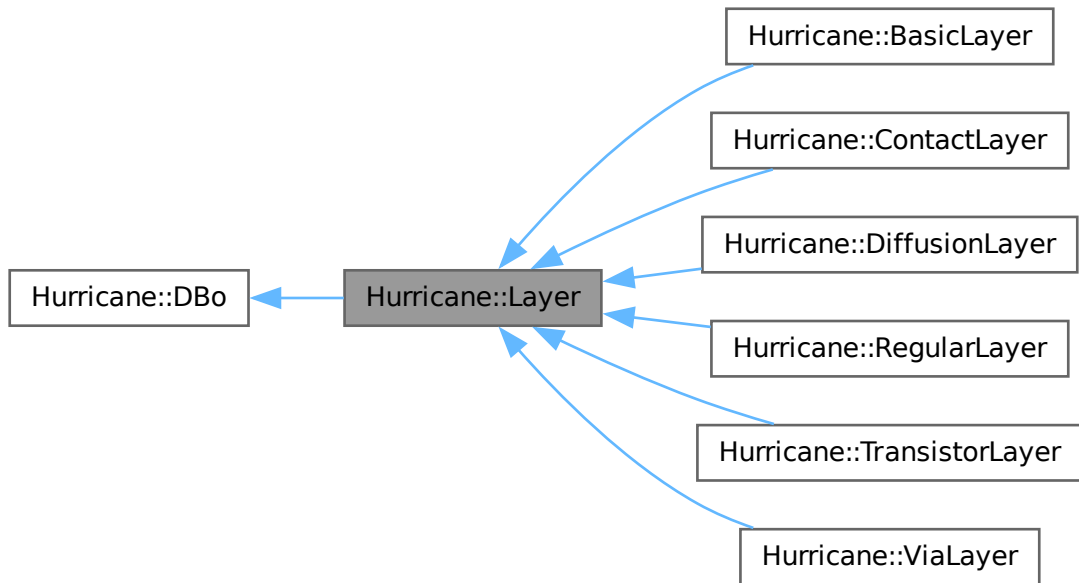 Hurricane::BasicLayer
Hurricane::ContactLayer
Hurricane::DiffusionLayer
Hurricane::DBo
Hurricane::Layer
Hurricane::RegularLayer
Hurricane::TransistorLayer
Hurricane::ViaLayer